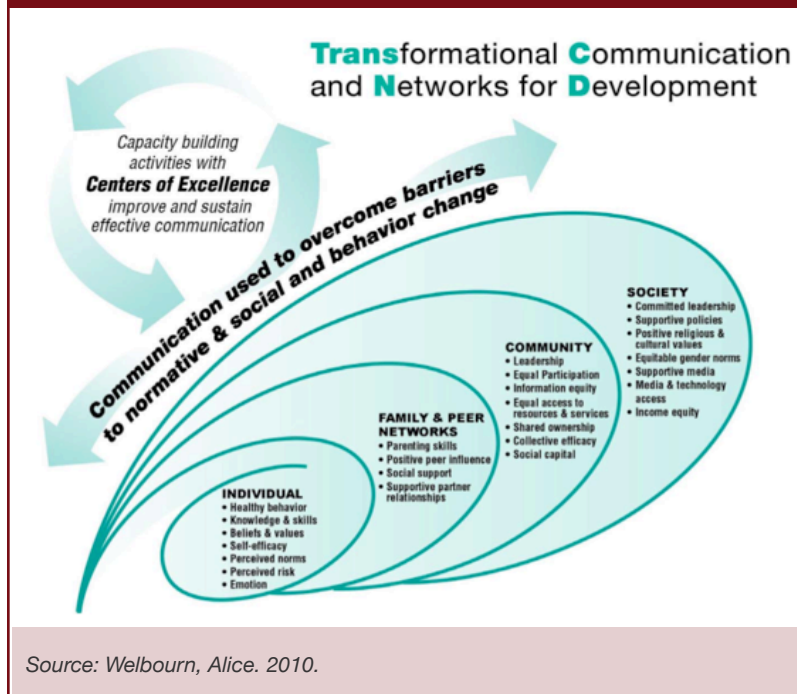 Transformational Communication
and Networks for Development
Capacity building
activities with
Centers of Excellence
improve and sustain
effective communication
Communication used to overcome barriers
to normative & social and behavior change
SOCIETY
• Committed leadership
• Supportive policies
• Positive religious &
cultural values
• Equitable gender norms
• Supportive media
• Media & technology
access
• Income equity
COMMUNITY
• Leadership
• Equal Participation
• Information equity
• Equal access to
resources & services
• Shared ownership
• Collective efficacy
• Social capital
FAMILY & PEER
NETWORKS
• Parenting skills
• Positive peer influence
• Social support
• Supportive partner
relationships
INDIVIDUAL
• Healthy behavior
• Knowledge & skills
• Beliefs & values
• Self-efficacy
• Perceived norms
• Perceived risk
• Emotion
Source: Welbourn, Alice. 2010.